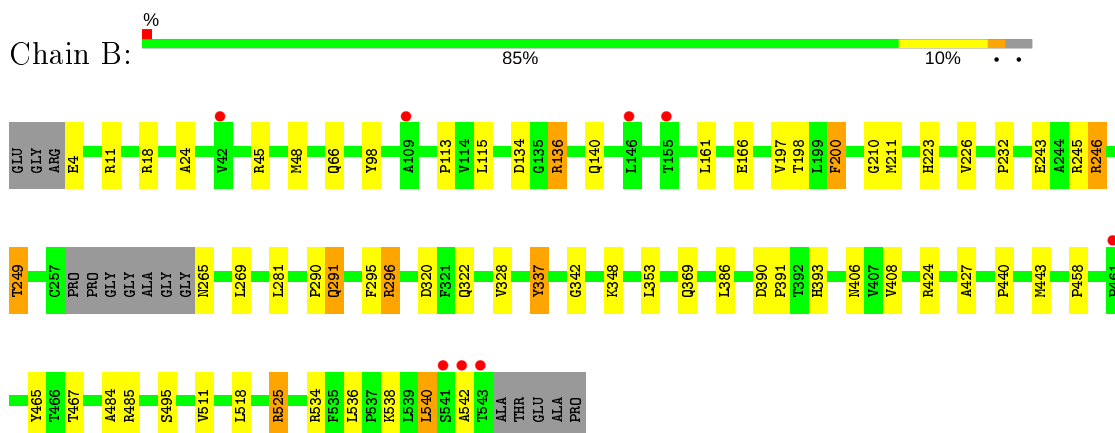 %
Chain B:
85% 10% • •
GLU GLY ARG E4 R11 R18 A24 V42 R45 M48 Q66 Y98 A109 P113 V114 L115 D134 G135 R136 Q140 L146 T155 L161 E166 V197 T198 L199 F200 G210 M211 H223 V226 P232 E243 A244 R245 R246
T249 C257 PRO PRO GLY GLY ALA GLY GLY N265 L269 L281 P290 Q291 F295 R296 D320 F321 Q322 V328 Y337 G342 K348 L353 Q369 L386 D390 P391 T392 H393 N406 V407 V408 R424 A427 P440 M443 P458
Y465 T466 T467 A484 R485 S495 V511 L518 R525 R534 F535 L536 P537 K538 L539 L540 S541 A542 T543 ALA THR GLU ALA PRO